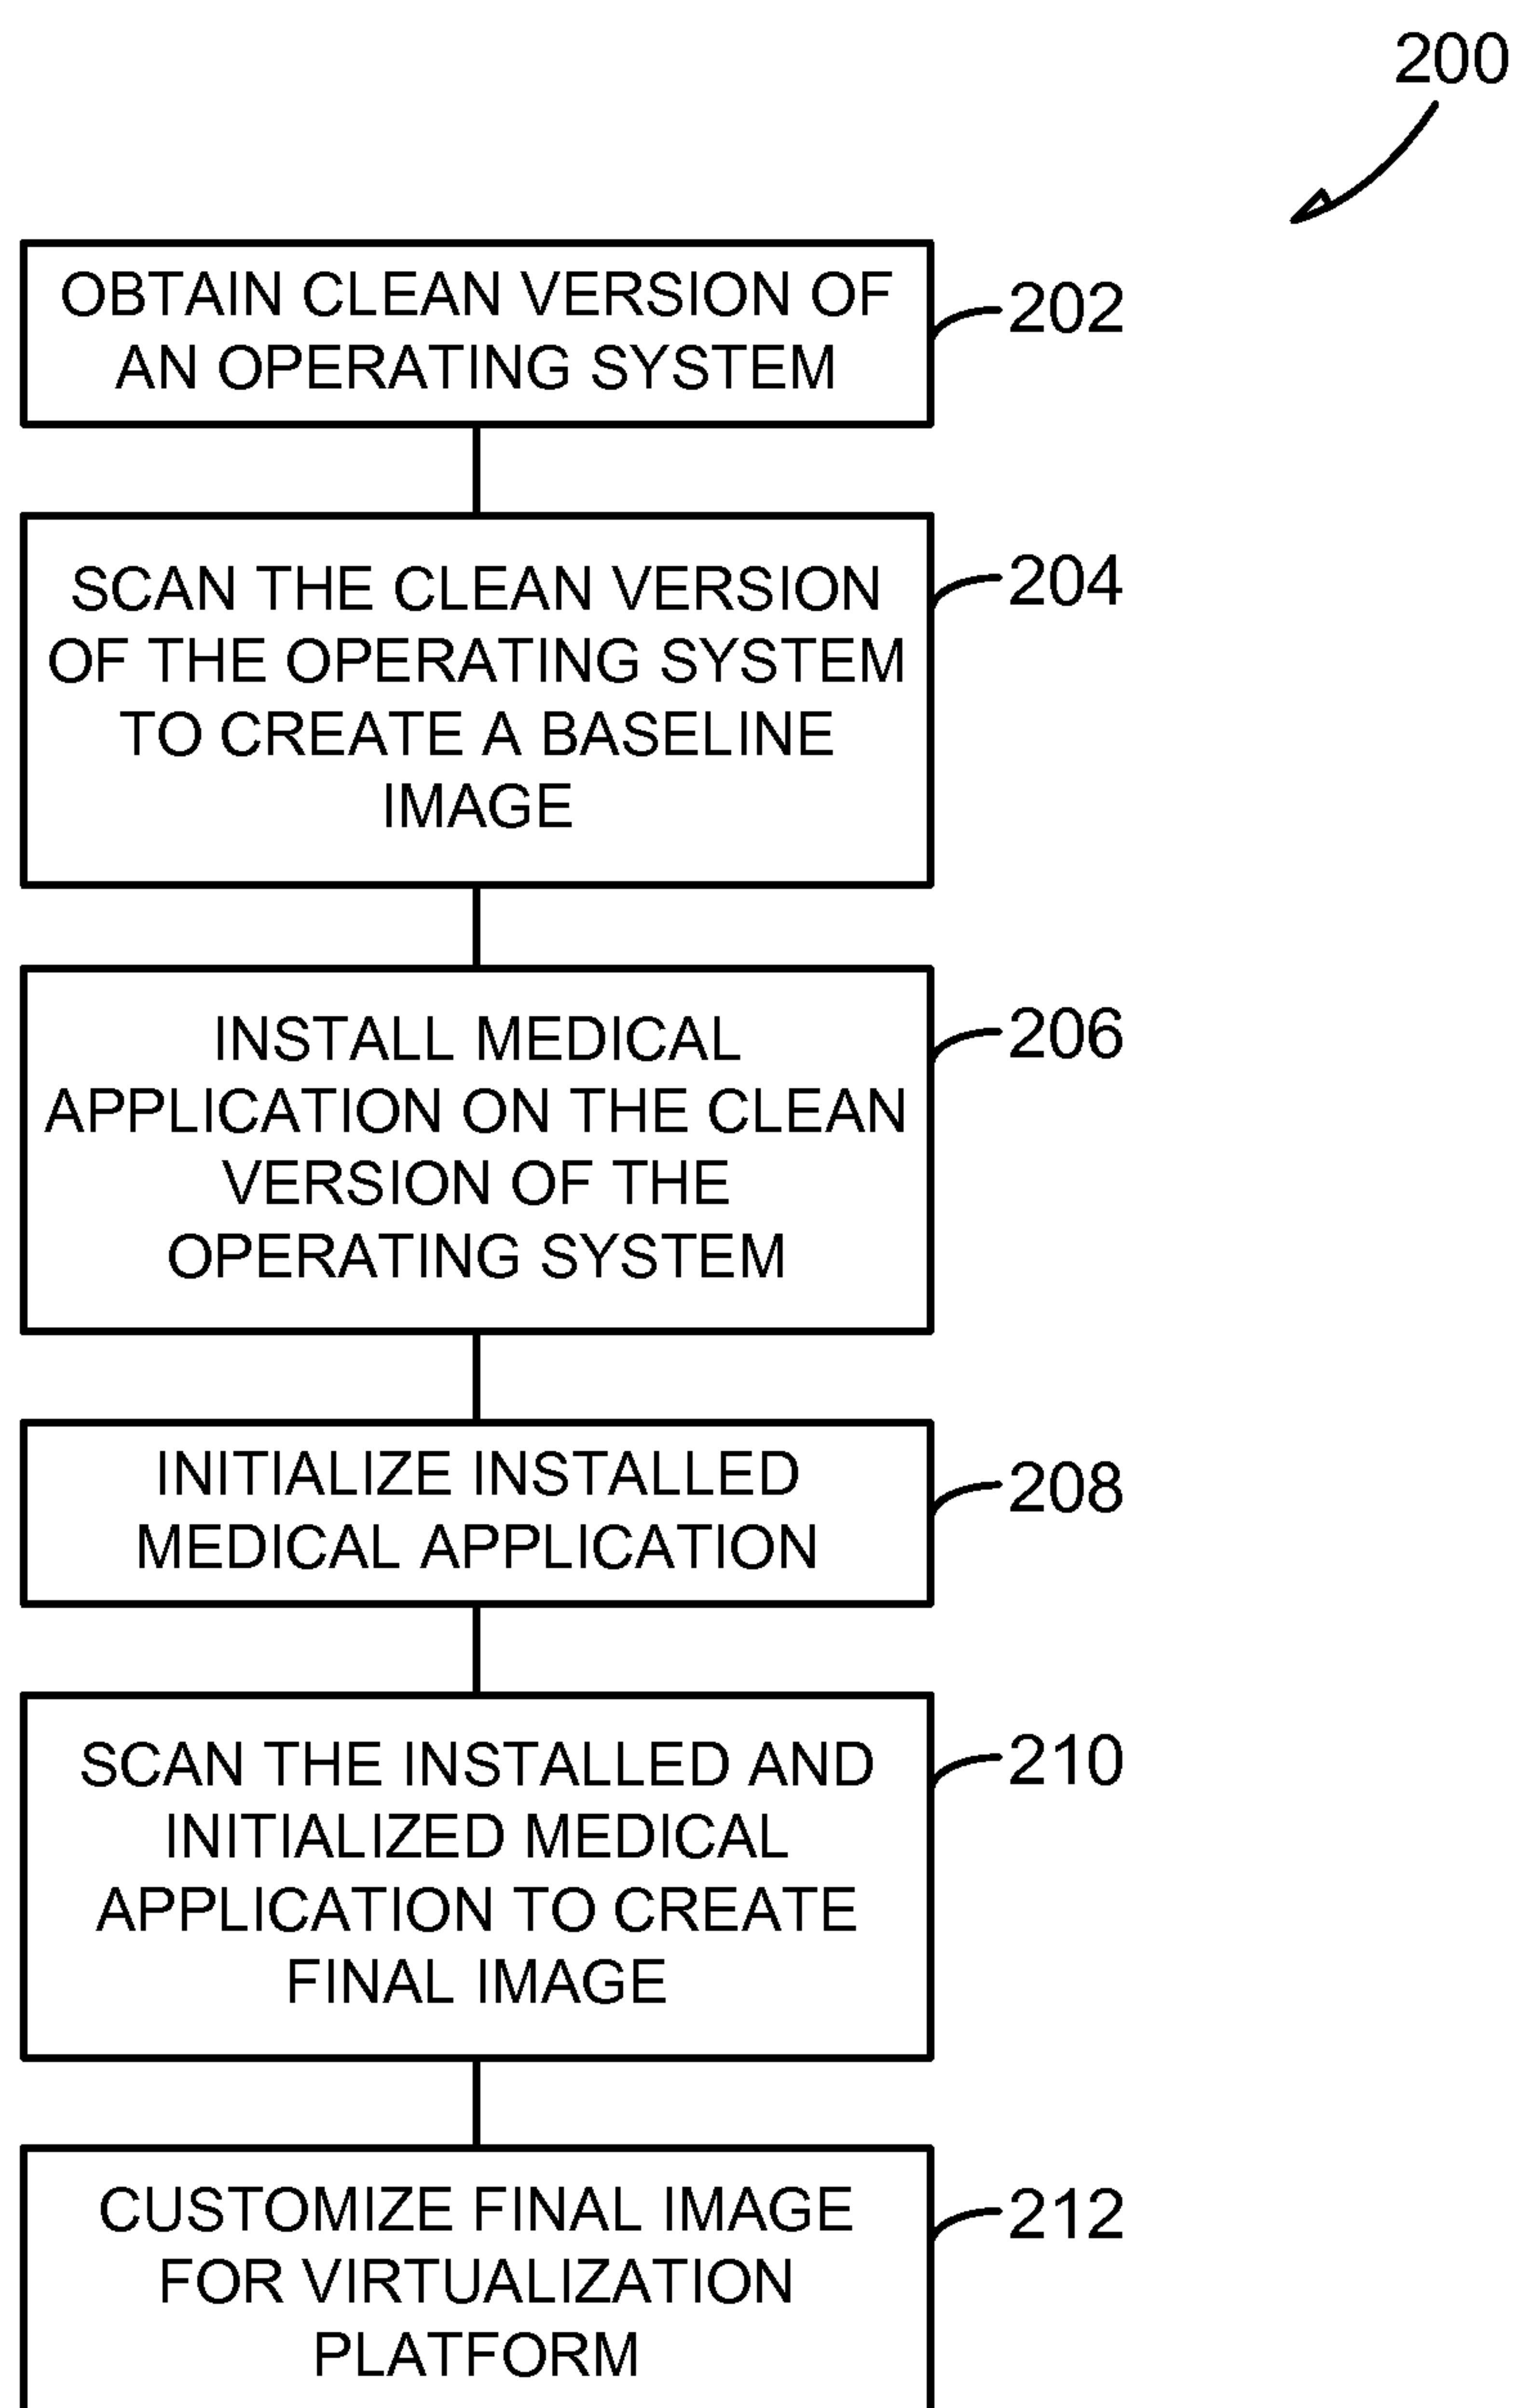 200
OBTAIN CLEAN VERSION OF
AN OPERATING SYSTEM
202
SCAN THE CLEAN VERSION
OF THE OPERATING SYSTEM
TO CREATE A BASELINE
IMAGE
204
INSTALL MEDICAL
APPLICATION ON THE CLEAN
VERSION OF THE
OPERATING SYSTEM
206
INITIALIZE INSTALLED
MEDICAL APPLICATION
208
SCAN THE INSTALLED AND
INITIALIZED MEDICAL
APPLICATION TO CREATE
FINAL IMAGE
210
CUSTOMIZE FINAL IMAGE
FOR VIRTUALIZATION
PLATFORM
212